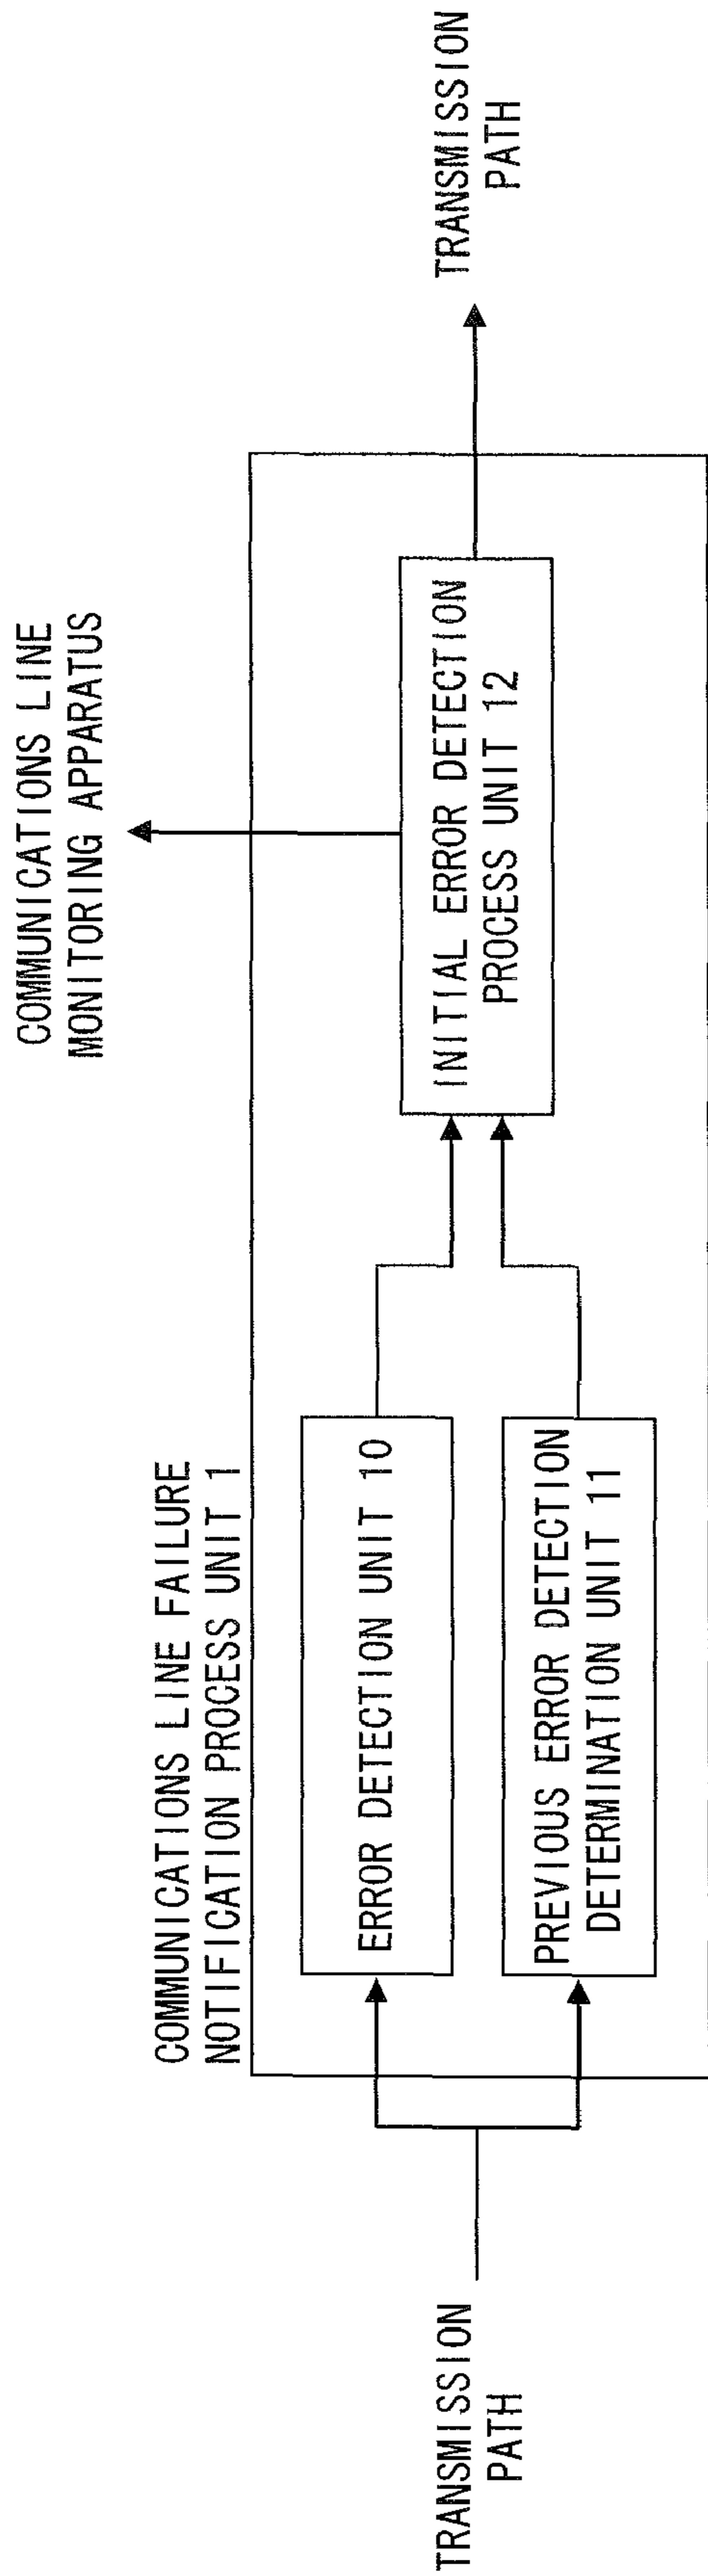 COMMUNICATIONS LINE
MONITORING APPARATUS
COMMUNICATIONS LINE FAILURE
NOTIFICATION PROCESS UNIT 1
TRANSMISSION
PATH
ERROR DETECTION UNIT 10
PREVIOUS ERROR DETECTION
DETERMINATION UNIT 11
INITIAL ERROR DETECTION
PROCESS UNIT 12
TRANSMISSION
PATH